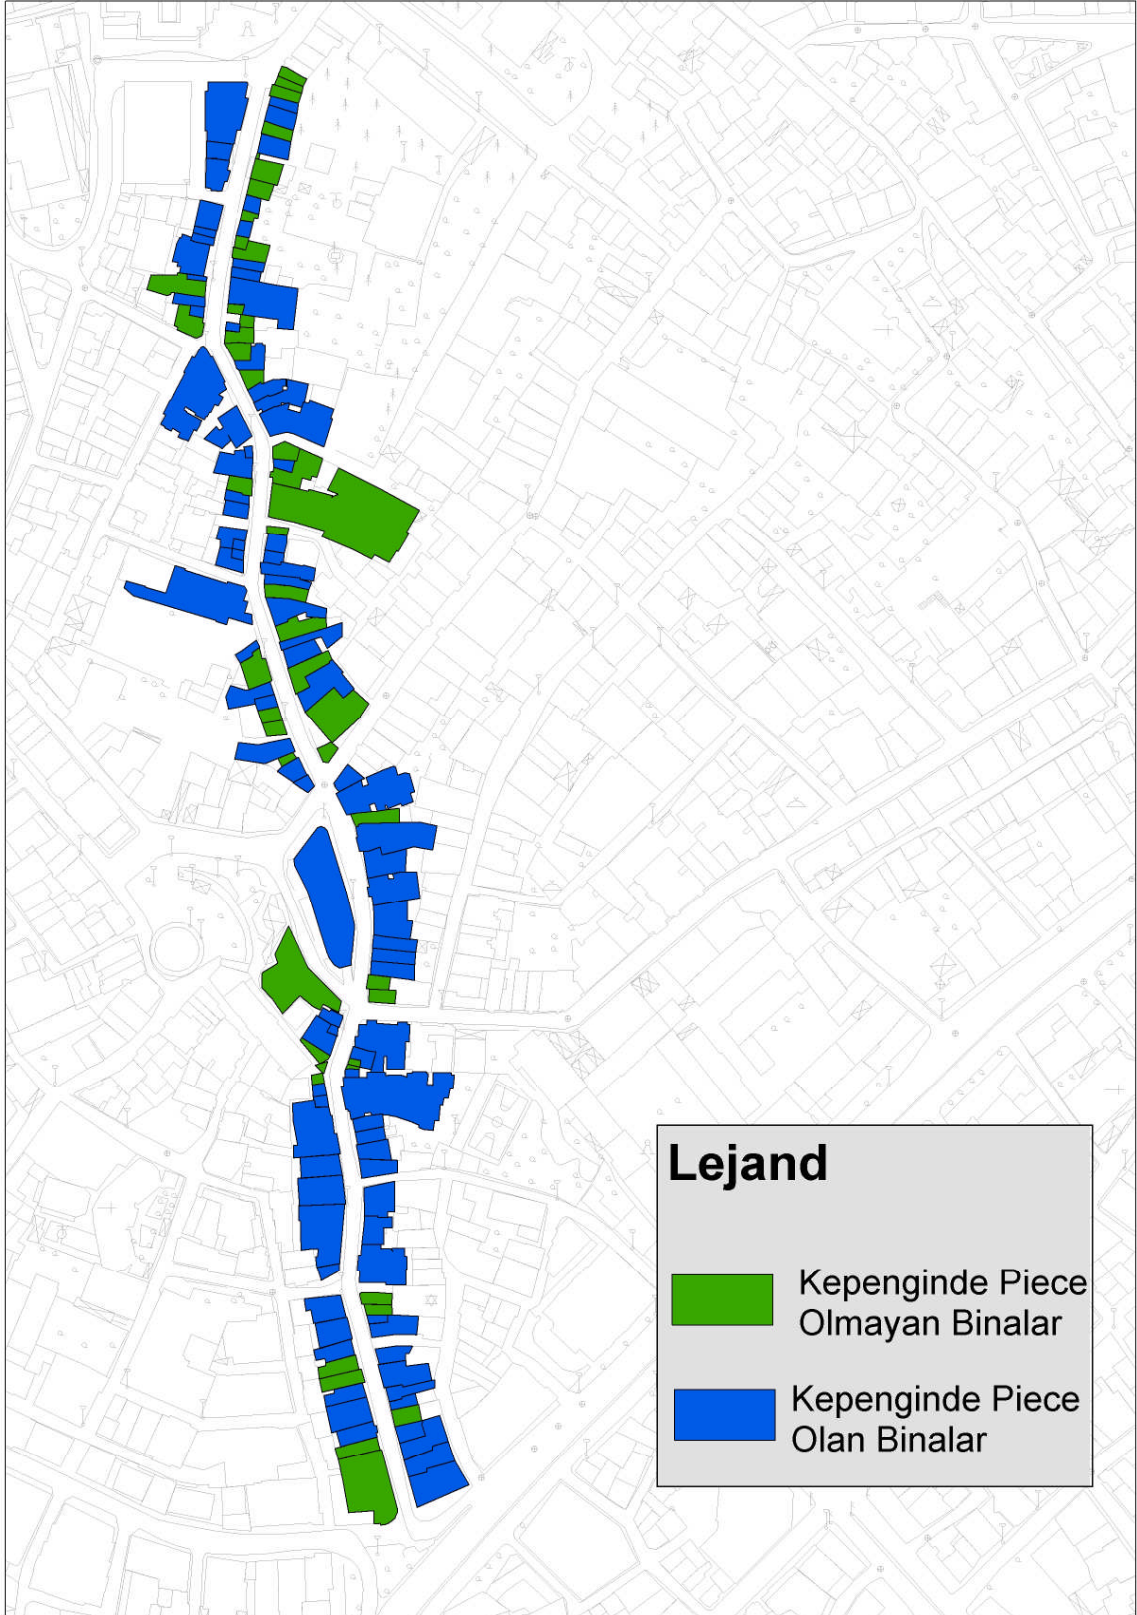 Lejand
Kepenginde Piece
Olmayan Binalar
Kepenginde Piece
Olan Binalar